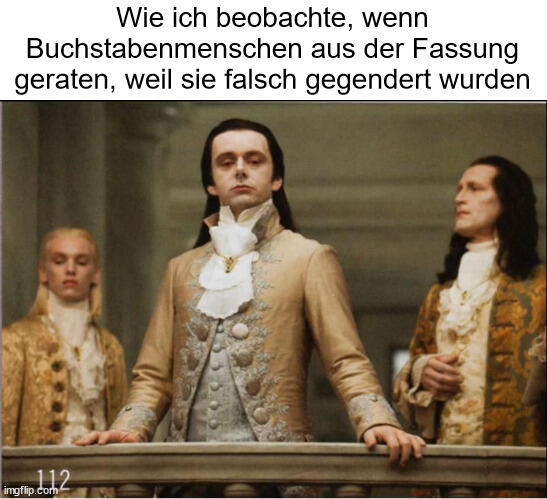 Wie ich beobachte, wenn
Buchstabenmenschen aus der Fassung
geraten, weil sie falsch gegendert wurden
112
imgflip.com